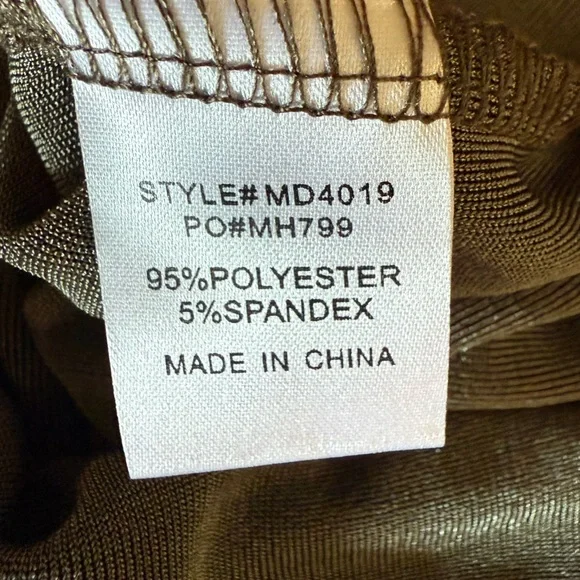 STYLE#MD4019
PO#MH799
95%POLYESTER
5%SPANDEX
MADE IN CHINA